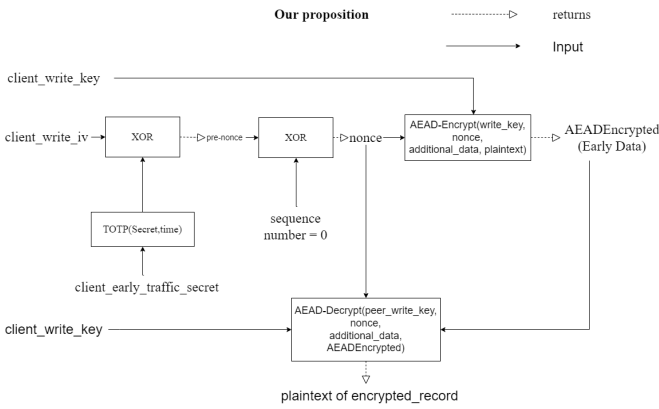 Our proposition
returns
Input
client_write_key
client_write_iv
XOR
pre-nonce
XOR
nonce
AEAD-Encrypt(write_key,
nonce,
additional_data, plaintext)
AEADEncrypted
(Early Data)
TOTP(Secret,time)
sequence
number = 0
client_early_traffic_secret
client_write_key
AEAD-Decrypt(peer_write_key,
nonce,
additional_data,
AEADEncrypted)
plaintext of encrypted_record